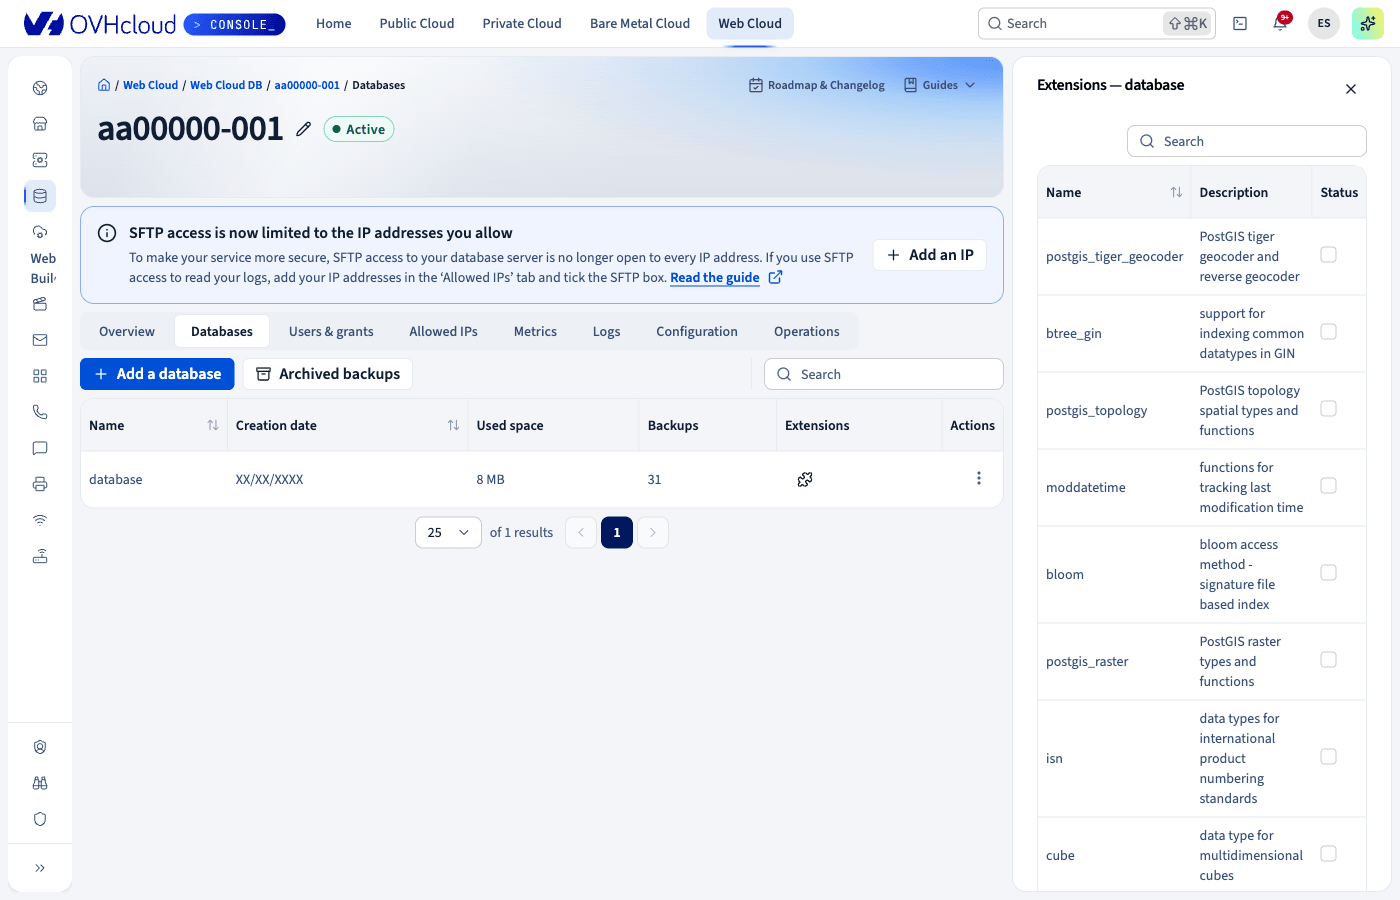 OVHcloud
> CONSOLE_
Home
Public Cloud
Private Cloud
Bare Metal Cloud
Web Cloud
Search
⇧⌘K
9+
ES
Web
Buil
/ Web Cloud / Web Cloud DB / aa00000-001 / Databases
Roadmap & Changelog
Guides
aa00000-001
Active
SFTP access is now limited to the IP addresses you allow
To make your service more secure, SFTP access to your database server is no longer open to every IP address. If you use SFTP
access to read your logs, add your IP addresses in the ‘Allowed IPs’ tab and tick the SFTP box. Read the guide
Add an IP
Overview
Databases
Users & grants
Allowed IPs
Metrics
Logs
Configuration
Operations
Add a database
Archived backups
Search
Name
Creation date
Used space
Backups
Extensions
Actions
database
XX/XX/XXXX
8 MB
31
25
of 1 results
1
Extensions — database
Search
Name
Description
Status
postgis_tiger_geocoder
PostGIS tiger
geocoder and
reverse geocoder
btree_gin
support for
indexing common
datatypes in GIN
postgis_topology
PostGIS topology
spatial types and
functions
moddatetime
functions for
tracking last
modification time
bloom
bloom access
method -
signature file
based index
postgis_raster
PostGIS raster
types and
functions
isn
data types for
international
product
numbering
standards
cube
data type for
multidimensional
cubes